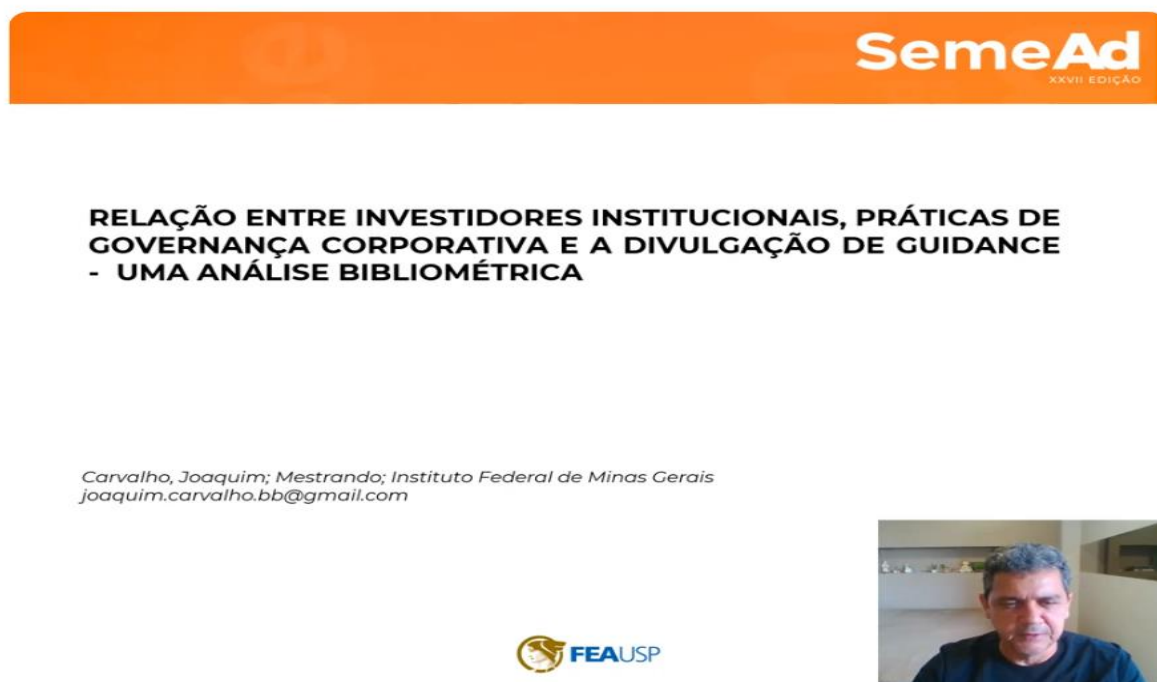 SemeAd
XXVII EDIÇÃO
RELAÇÃO ENTRE INVESTIDORES INSTITUCIONAIS, PRÁTICAS DE
GOVERNANÇA CORPORATIVA E A DIVULGAÇÃO DE GUIDANCE
- UMA ANÁLISE BIBLIOMÉTRICA
Carvalho, Joaquim; Mestrando; Instituto Federal de Minas Gerais
joaquim.carvalho.bb@gmail.com
FEAUSP